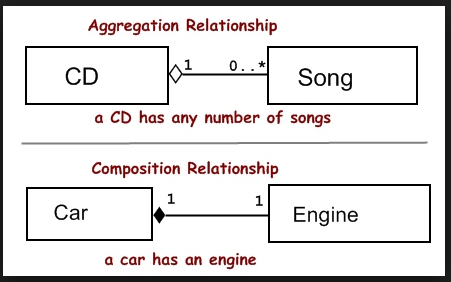 Aggregation Relationship
CD
1
0..*
Song
a CD has any number of songs
Composition Relationship
Car
1
1
Engine
a car has an engine